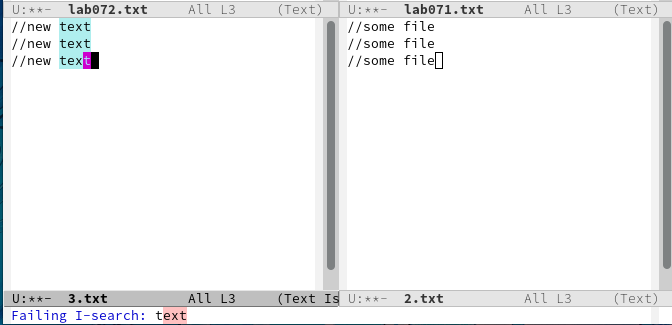 U:**-  lab072.txt     All L3     (Text)
//new text
//new text
//new text
U:**-  3.txt          All L3     (Text Is
U:**-  lab071.txt     All L3     (Text)
//some file
//some file
//some file
U:**-  2.txt          All L3     (Text)
Failing I-search: text